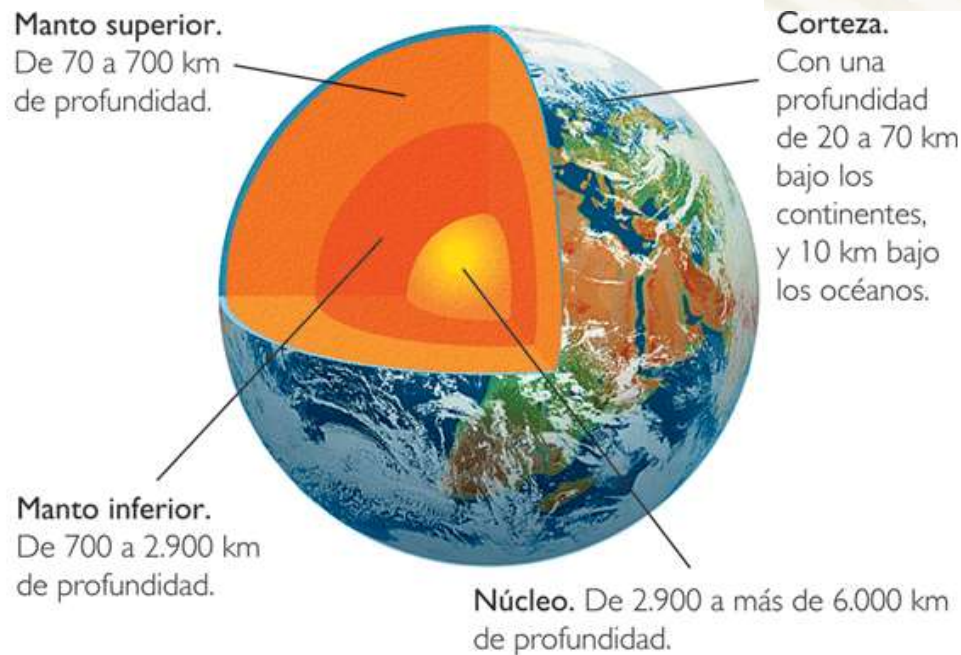 Manto superior.
De 70 a 700 km
de profundidad.
Corteza.
Con una
profundidad
de 20 a 70 km
bajo los
continentes,
y 10 km bajo
los océanos.
Manto inferior.
De 700 a 2.900 km
de profundidad.
Núcleo. De 2.900 a más de 6.000 km
de profundidad.